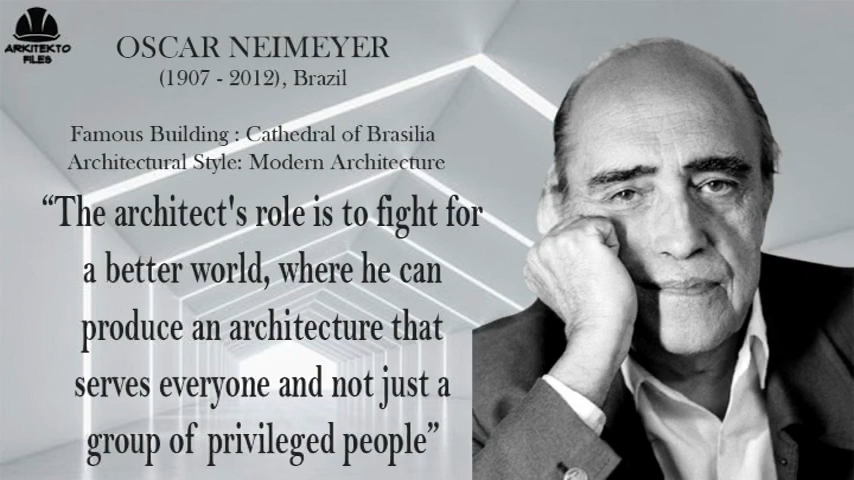 ARKITEKTO
FILES
OSCAR NEIMEYER
(1907 - 2012), Brazil
Famous Building : Cathedral of Brasilia
Architectural Style: Modern Architecture
“The architect's role is to fight for
a better world, where he can
produce an architecture that
serves everyone and not just a
group of privileged people”